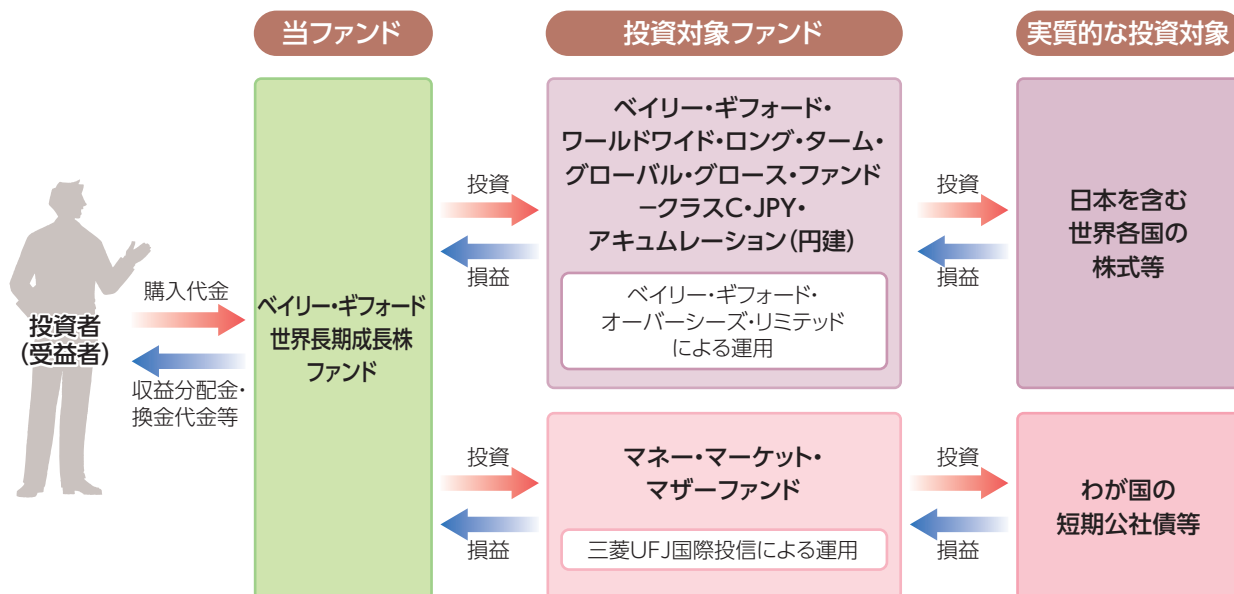 当ファンド
投資対象ファンド
実質的な投資対象
投資者
(受益者)
購入代金
収益分配金・
換金代金等
ベイリー・ギフォード
世界長期成長株
ファンド
投資
損益
ベイリー・ギフォード・
ワールドワイド・ロング・ターム・
グローバル・グロース・ファンド
−クラスC・JPY・
アキュムレーション(円建)
ベイリー・ギフォード・
オーバーシーズ・リミテッド
による運用
投資
損益
日本を含む
世界各国の
株式等
投資
損益
マネー・マーケット・
マザーファンド
三菱UFJ国際投信による運用
投資
損益
わが国の
短期公社債等